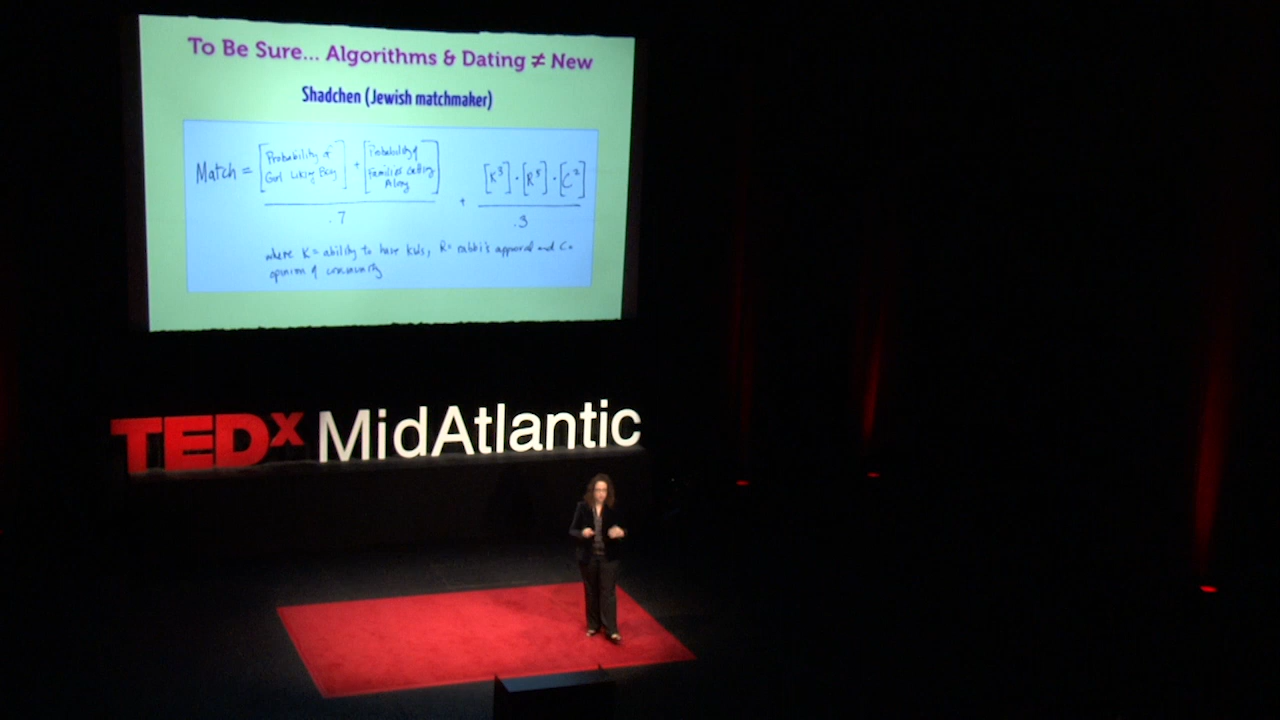 To Be Sure... Algorithms & Dating ≠ New
Shadchen (Jewish matchmaker)
Match = [Probability of Girl Liking Boy] + [Probability of Families Getting Along]
.7
+
[K³] · [R⁵] · [C²]
.3
where K = ability to have kids, R = rabbi's approval and C =
opinion of community
TEDx MidAtlantic